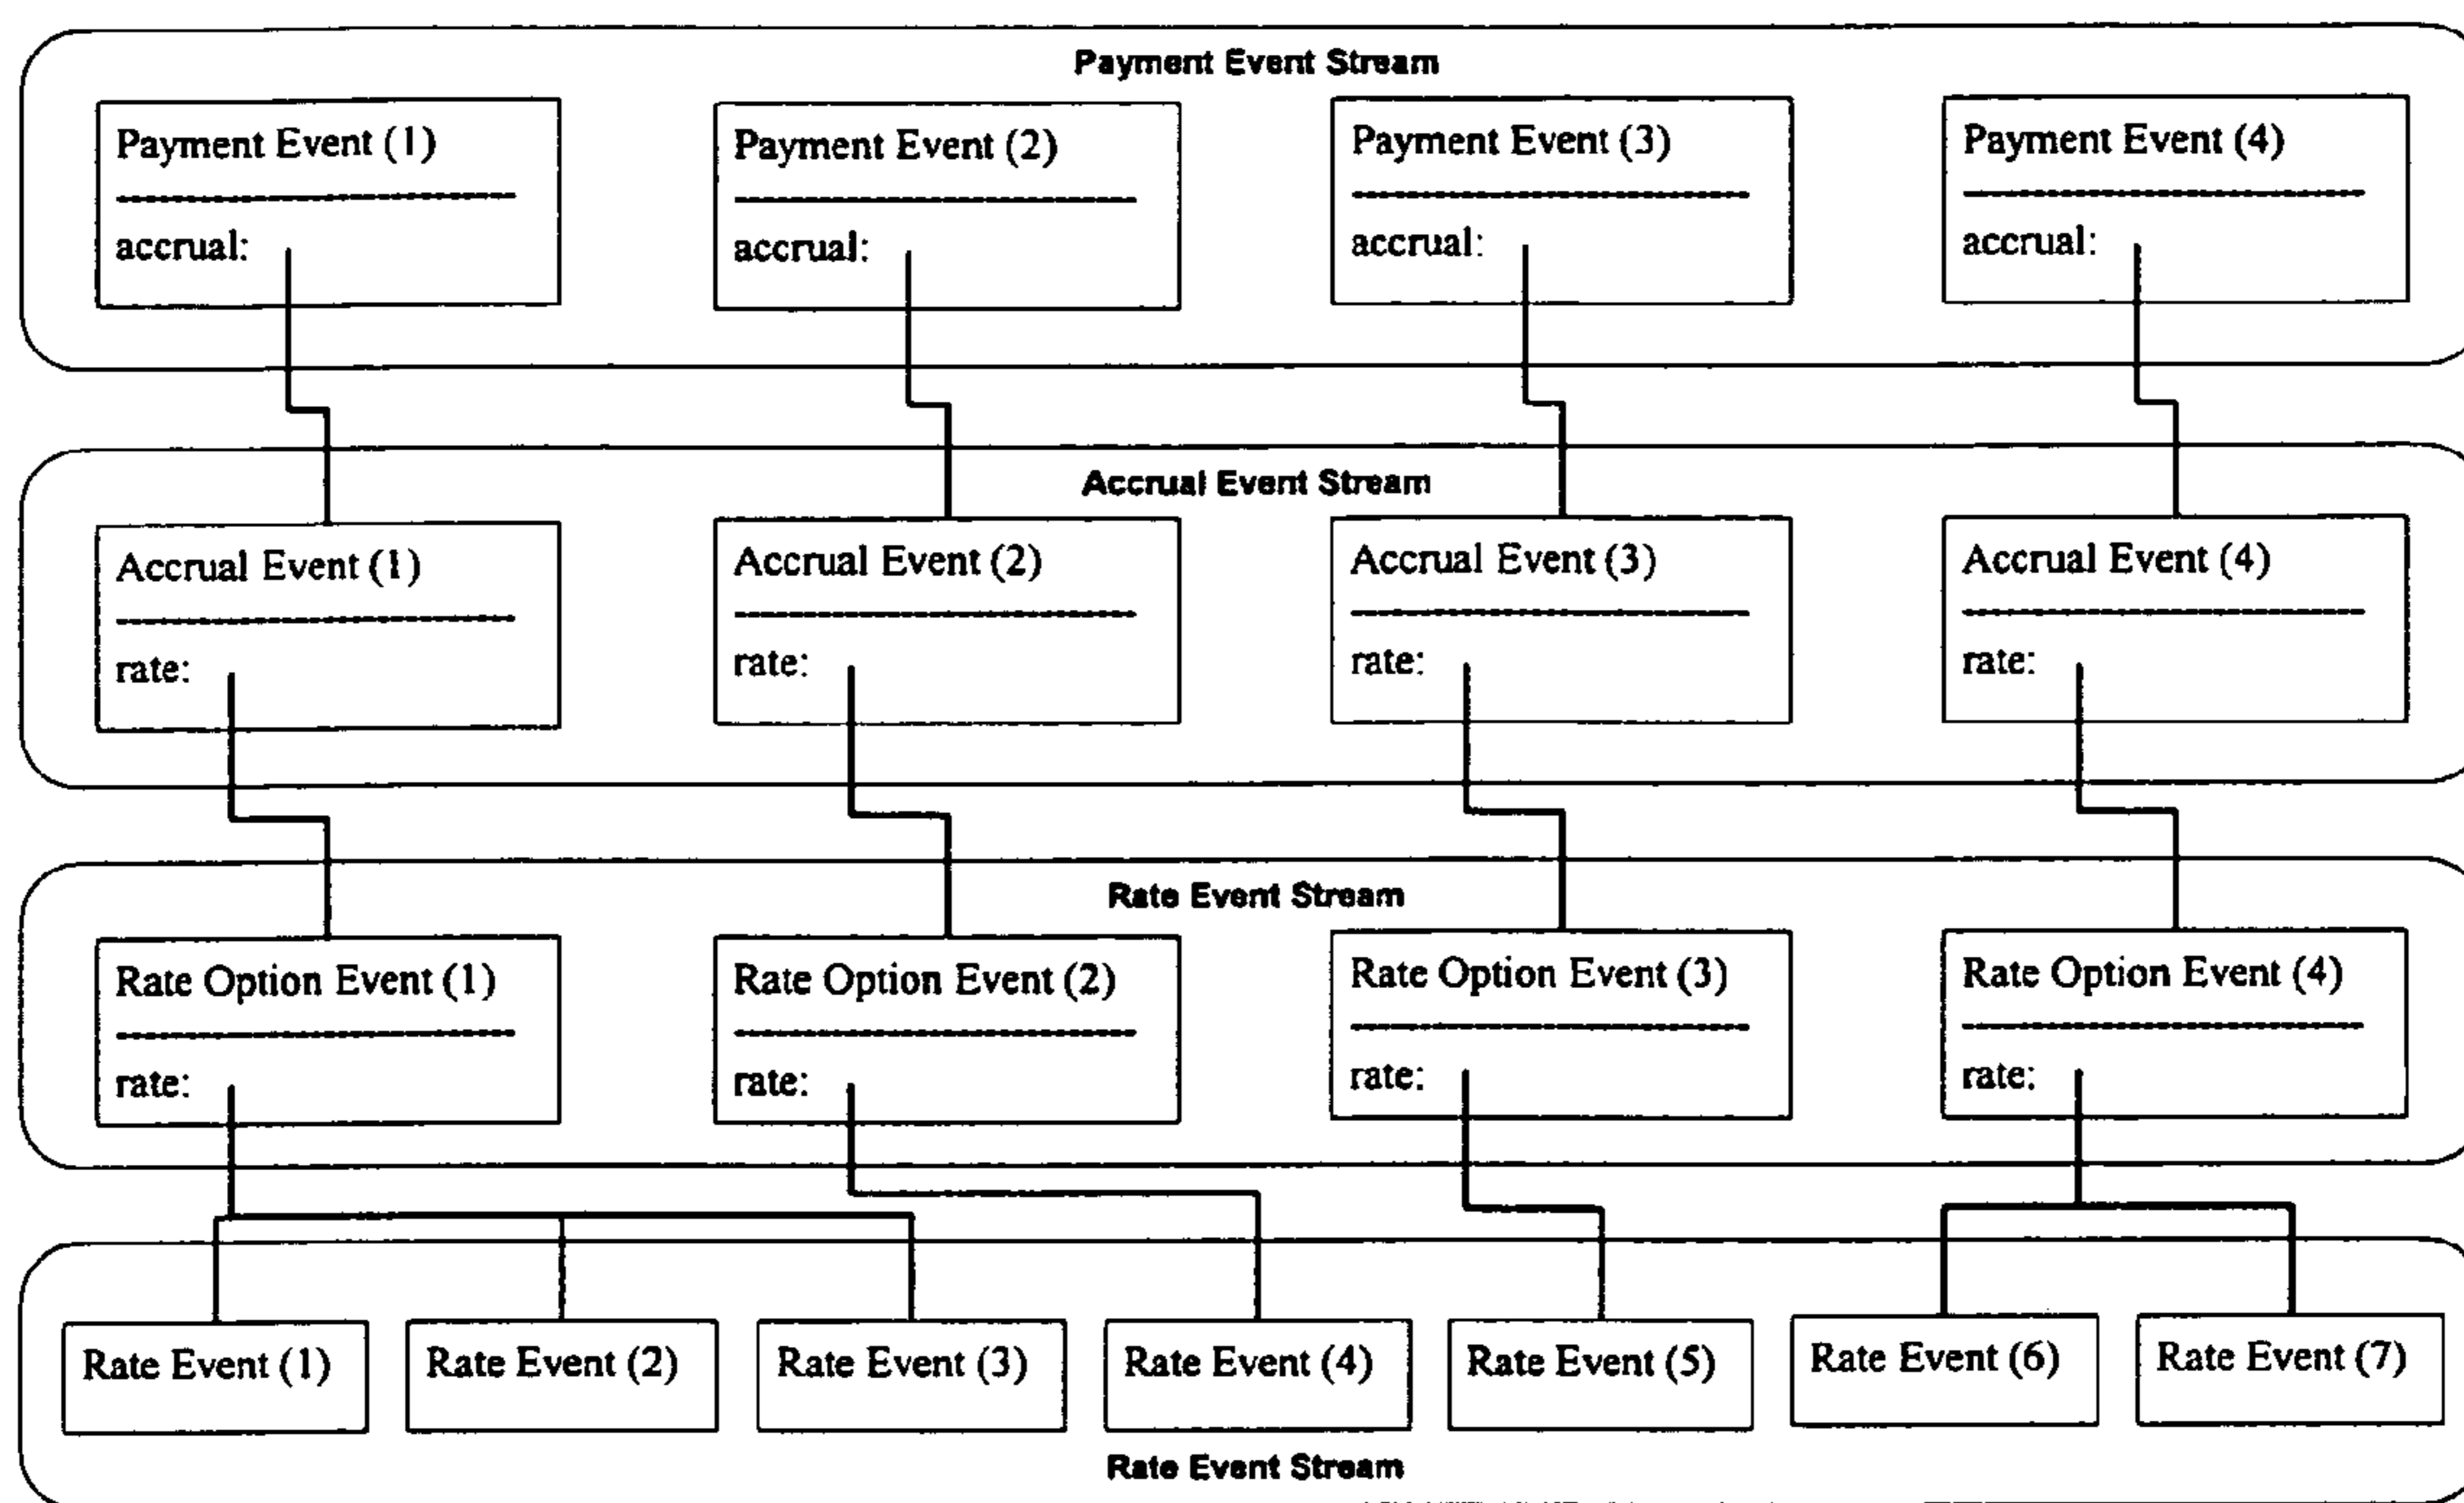 Payment Event Stream
Payment Event (1)
accrual:
Payment Event (2)
accrual:
Payment Event (3)
accrual:
Payment Event (4)
accrual:
Accrual Event Stream
Accrual Event (1)
rate:
Accrual Event (2)
rate:
Accrual Event (3)
rate:
Accrual Event (4)
rate:
Rate Event Stream
Rate Option Event (1)
rate:
Rate Option Event (2)
rate:
Rate Option Event (3)
rate:
Rate Option Event (4)
rate:
Rate Event (1)
Rate Event (2)
Rate Event (3)
Rate Event (4)
Rate Event (5)
Rate Event (6)
Rate Event (7)
Rate Event Stream